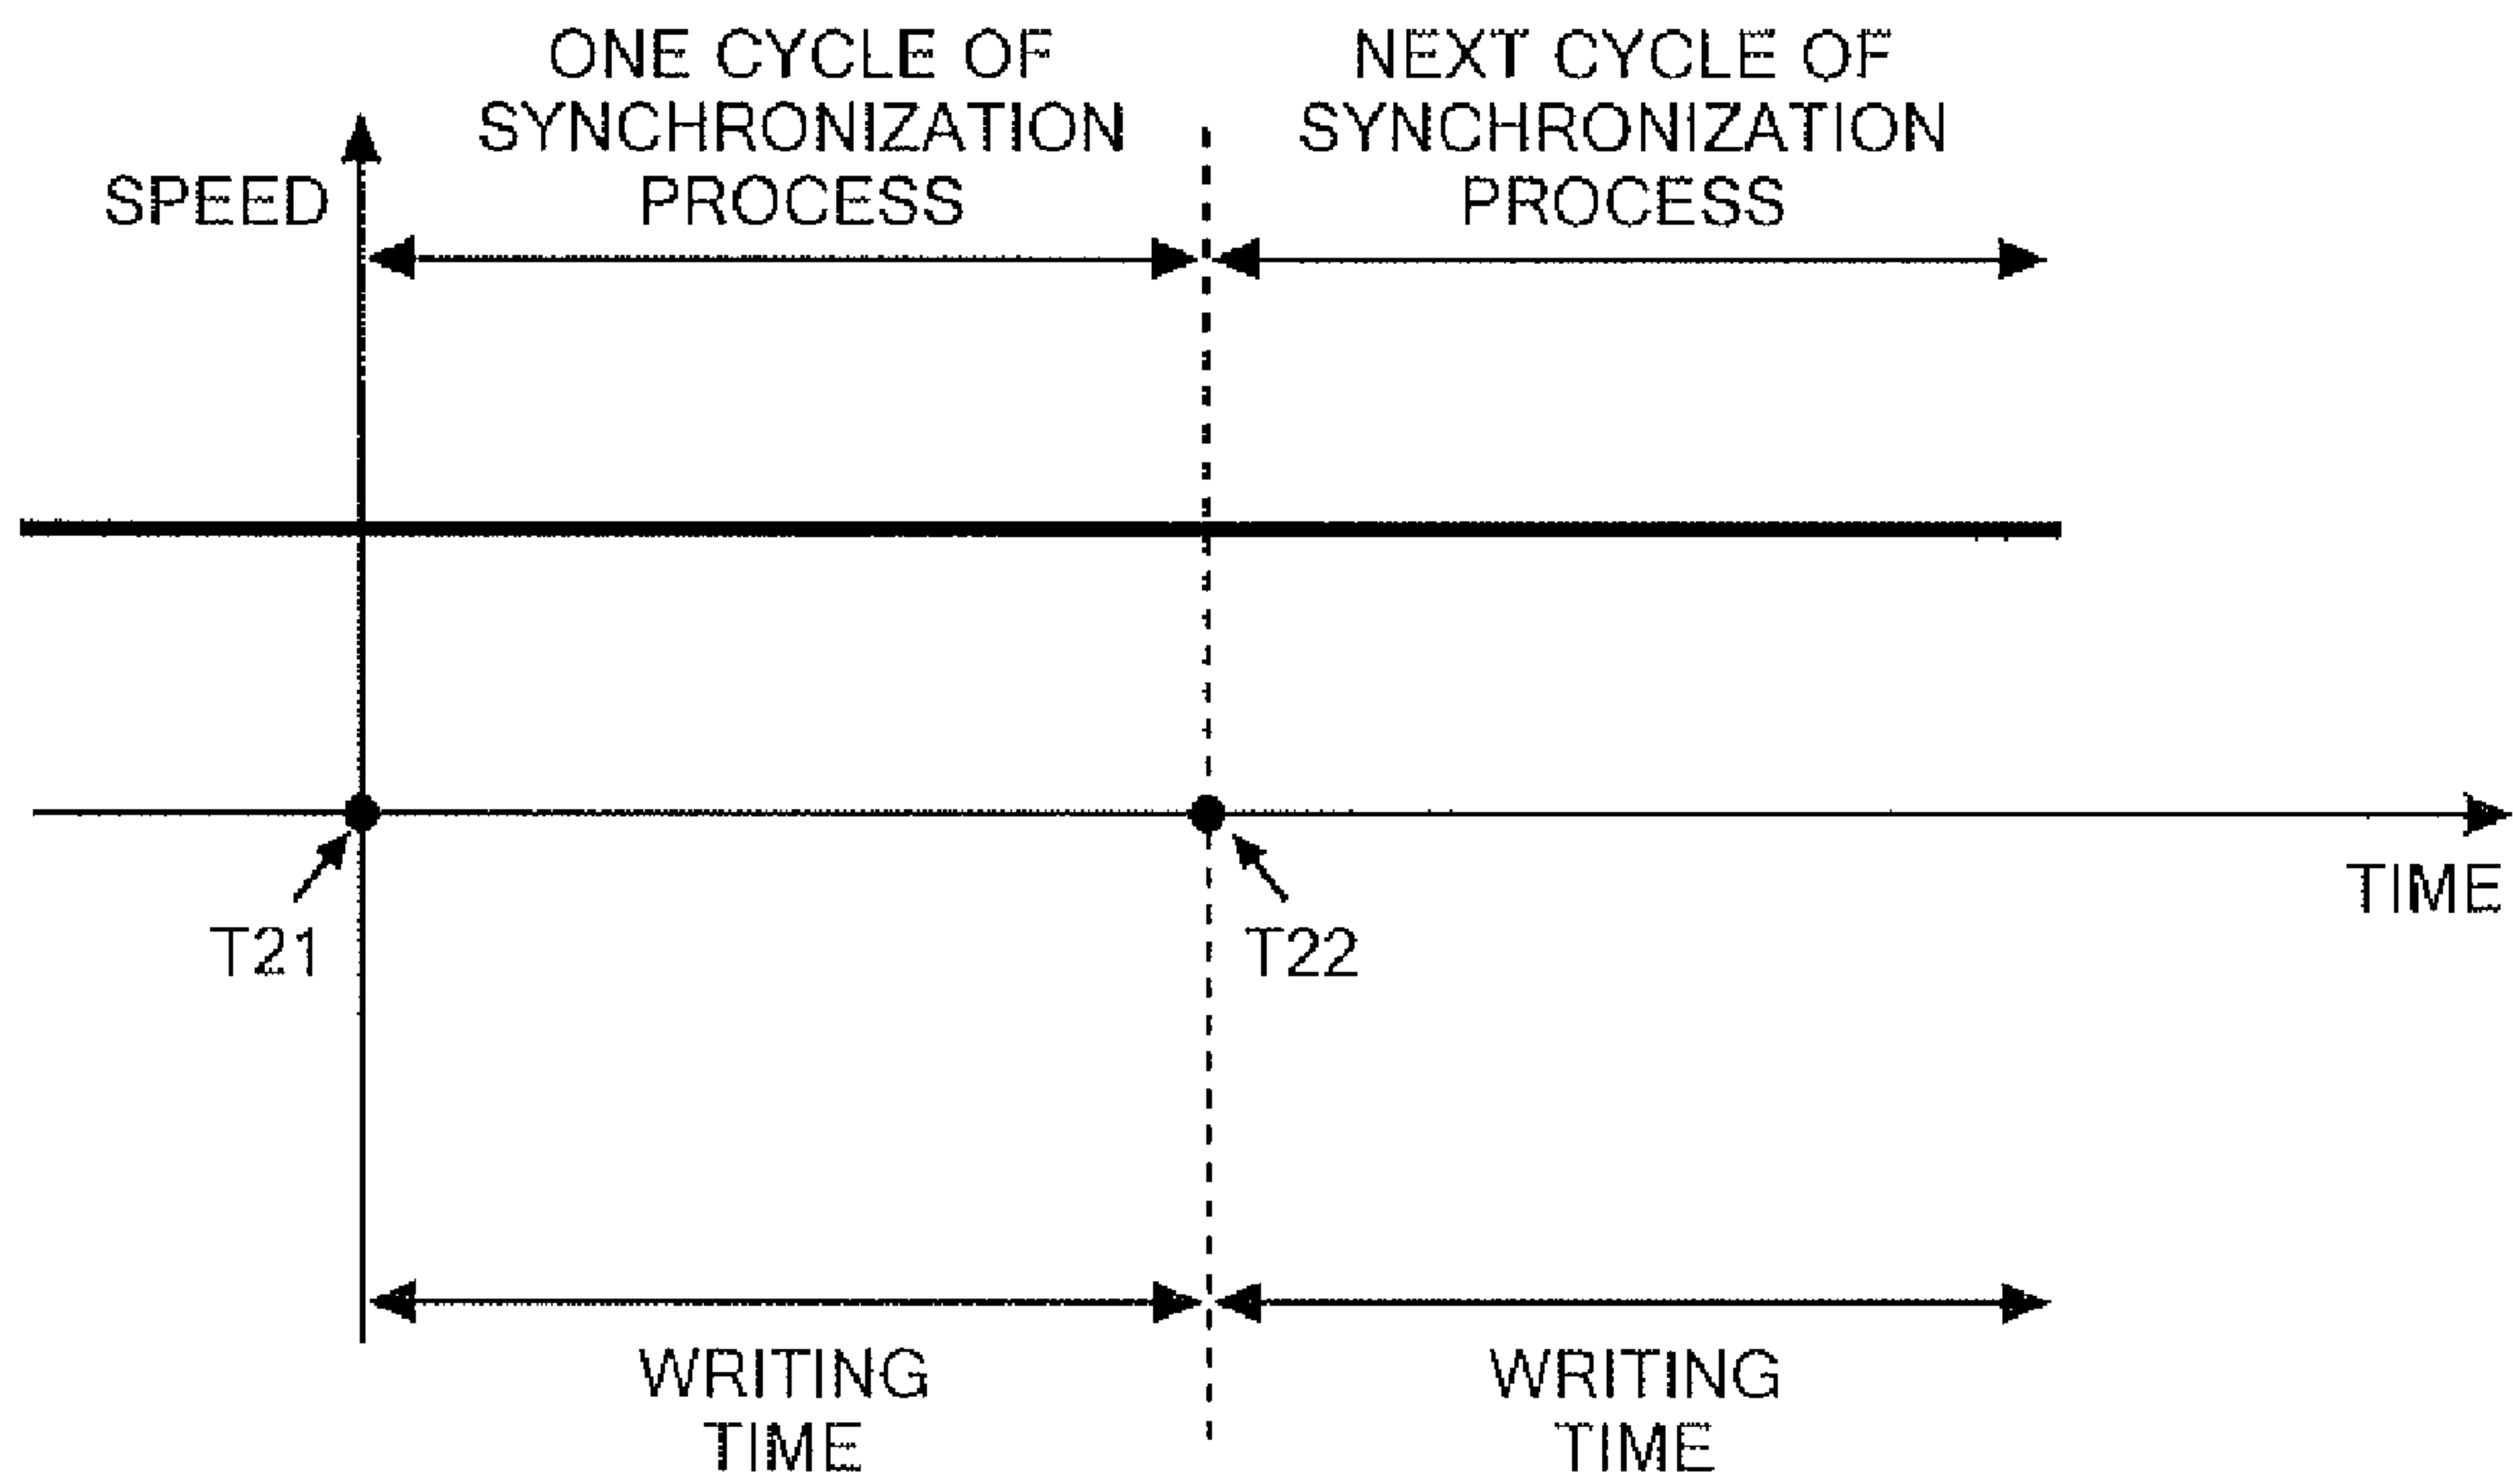 ONE CYCLE OF
SYNCHRONIZATION
PROCESS
NEXT CYCLE OF
SYNCHRONIZATION
PROCESS
SPEED
TIME
T21
T22
WRITING
TIME
WRITING
TIME